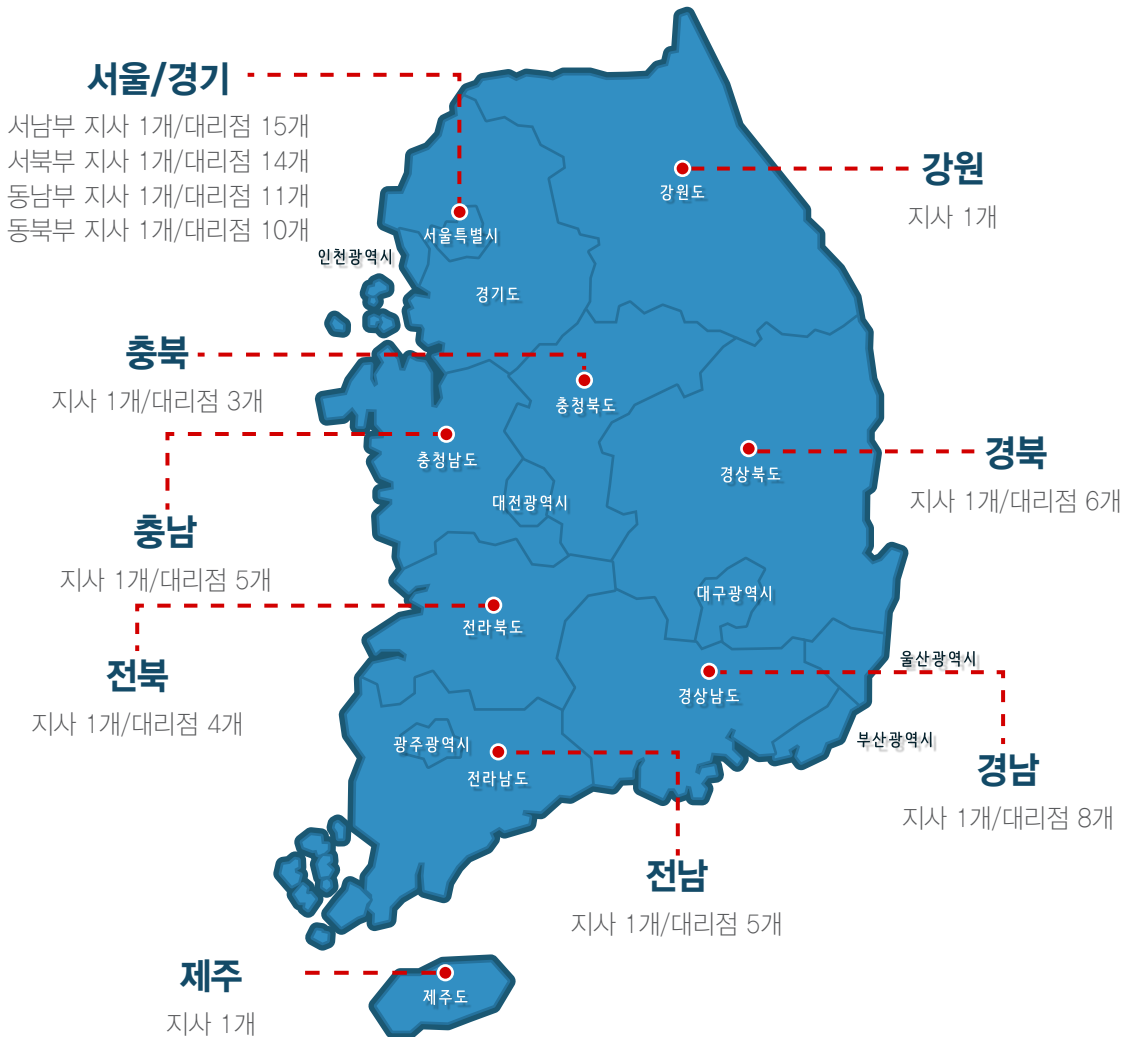 서울/경기
서남부 지사 1개/대리점 15개
서북부 지사 1개/대리점 14개
동남부 지사 1개/대리점 11개
동북부 지사 1개/대리점 10개
강원
지사 1개
강원도
서울특별시
인천광역시
경기도
충북
지사 1개/대리점 3개
충청북도
충청남도
경상북도
경북
지사 1개/대리점 6개
대전광역시
충남
지사 1개/대리점 5개
대구광역시
전라북도
전북
지사 1개/대리점 4개
울산광역시
경상남도
광주광역시
부산광역시
전라남도
경남
지사 1개/대리점 8개
전남
지사 1개/대리점 5개
제주
지사 1개
제주도